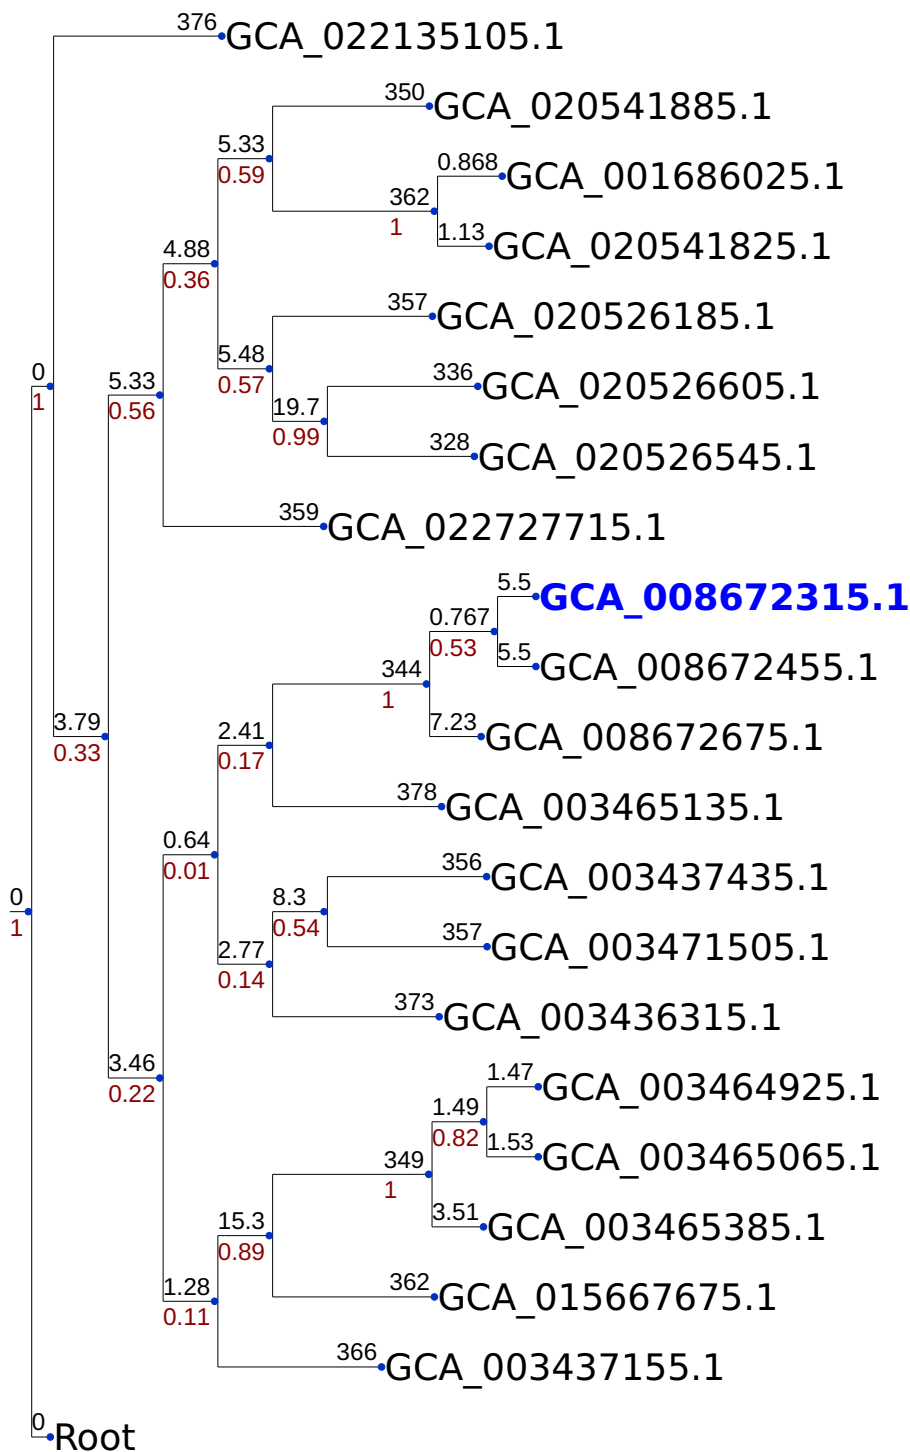 376 GCA_022135105.1
350 GCA_020541885.1
5.33
0.59
0.868 GCA_001686025.1
362
1
1.13 GCA_020541825.1
4.88
0.36
357 GCA_020526185.1
5.48
0.57
336 GCA_020526605.1
19.7
0.99
328 GCA_020526545.1
0
1
5.33
0.56
359 GCA_022727715.1
5.5 GCA_008672315.1
0.767
0.53
5.5 GCA_008672455.1
344
1
7.23 GCA_008672675.1
3.79
0.33
2.41
0.17
378 GCA_003465135.1
0.64
0.01
356 GCA_003437435.1
0
1
8.3
0.54
357 GCA_003471505.1
2.77
0.14
373 GCA_003436315.1
3.46
0.22
1.47 GCA_003464925.1
1.49
0.82
1.53 GCA_003465065.1
349
1
3.51 GCA_003465385.1
15.3
0.89
362 GCA_015667675.1
1.28
0.11
366 GCA_003437155.1
0 Root